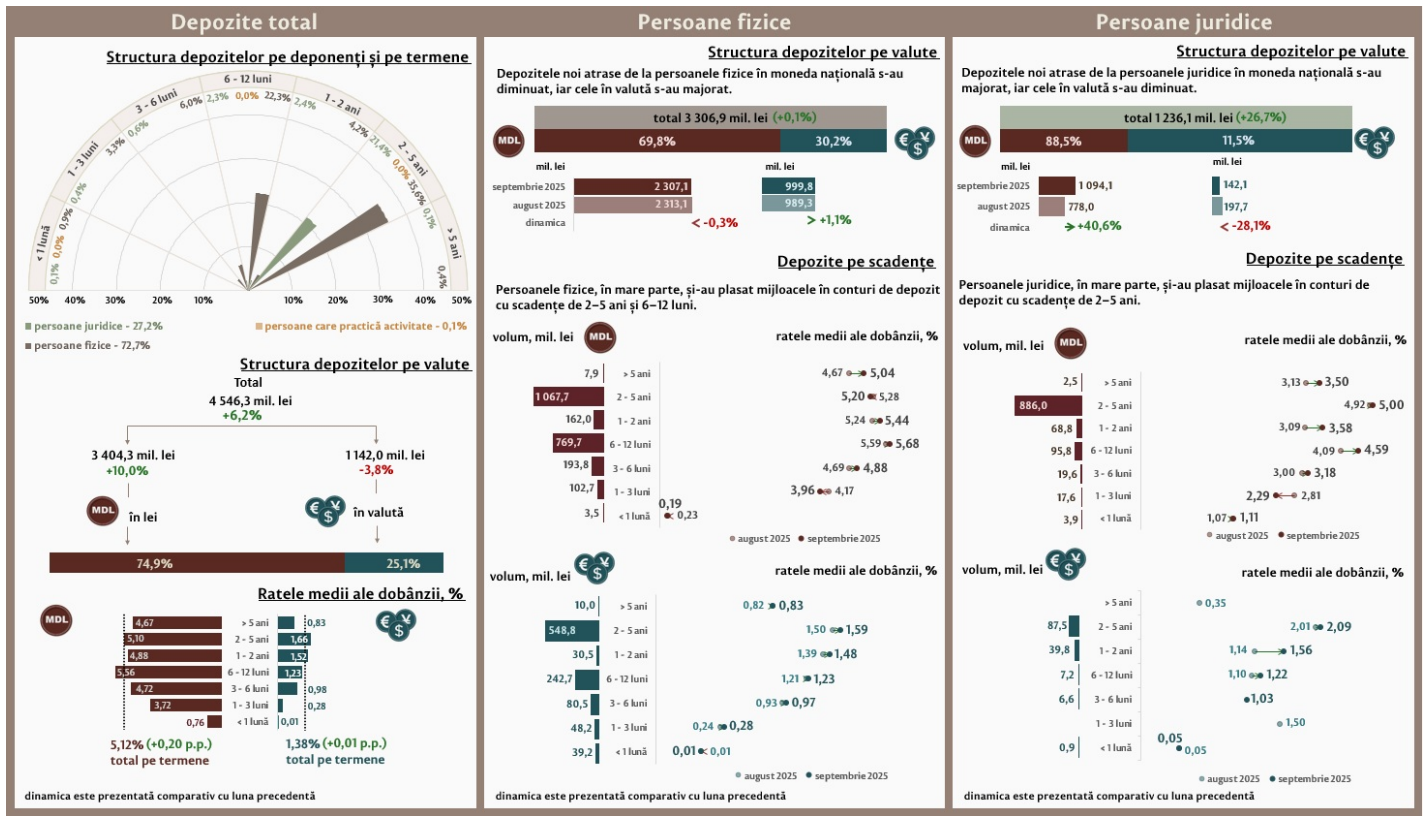 Depozite total
Structura depozitelor pe deponenți și pe termene
< 1 lună
1 - 3 luni
3 - 6 luni
6 - 12 luni
1 - 2 ani
2 - 5 ani
> 5 ani
0,1% 0,0% 0,9%
0,4% 3,3%
0,6% 6,0%
2,3% 0,0% 22,3%
2,4% 4,2%
21,4% 0,0% 35,6%
0,1% 0,4%
50% 40% 30% 20% 10% 10% 20% 30% 40% 50%
persoane juridice - 27,2%
persoane care practică activitate - 0,1%
persoane fizice - 72,7%
Structura depozitelor pe valute
Total
4 546,3 mil. lei
+6,2%
3 404,3 mil. lei 1142,0 mil. lei
+10,0% -3,8%
MDL în lei € ¥ $ în valută
74,9% 25,1%
Ratele medii ale dobânzii, %
MDL € ¥ $
4,67 > 5 ani 0,83
5,10 2 - 5 ani 1,66
4,88 1 - 2 ani 1,52
5,56 6 - 12 luni 1,23
4,72 3 - 6 luni 0,98
3,72 1 - 3 luni 0,28
0,76 < 1 lună 0,01
5,12% (+0,20 p.p.) 1,38% (+0,01 p.p.)
total pe termene total pe termene
dinamica este prezentată comparativ cu luna precedentă
Persoane fizice
Structura depozitelor pe valute
Depozitele noi atrase de la persoanele fizice în moneda națională s-au
diminuat, iar cele în valută s-au majorat.
total 3 306,9 mil. lei (+0,1%)
MDL 69,8% 30,2% € ¥ $
mil. lei mil. lei
septembrie 2025 2 307,1 999,8
august 2025 2 313,1 989,3
dinamica < -0,3% > +1,1%
Depozite pe scadențe
Persoanele fizice, în mare parte, și-au plasat mijloacele în conturi de depozit
cu scadențe de 2–5 ani și 6–12 luni.
volum, mil. lei MDL ratele medii ale dobânzii, %
7,9 > 5 ani 4,67 5,04
1 067,7 2 - 5 ani 5,20 5,28
162,0 1 - 2 ani 5,24 5,44
769,7 6 - 12 luni 5,59 5,68
193,8 3 - 6 luni 4,69 4,88
102,7 1 - 3 luni 3,96 4,17
3,5 < 1 lună 0,19 0,23
august 2025 septembrie 2025
volum, mil. lei € ¥ $ ratele medii ale dobânzii, %
10,0 > 5 ani 0,82 0,83
548,8 2 - 5 ani 1,50 1,59
30,5 1 - 2 ani 1,39 1,48
242,7 6 - 12 luni 1,21 1,23
80,5 3 - 6 luni 0,93 0,97
48,2 1 - 3 luni 0,24 0,28
39,2 < 1 lună 0,01 0,01
august 2025 septembrie 2025
dinamica este prezentată comparativ cu luna precedentă
Persoane juridice
Structura depozitelor pe valute
Depozitele noi atrase de la persoanele juridice în moneda națională s-au
majorat, iar cele în valută s-au diminuat.
total 1 236,1 mil. lei (+26,7%)
MDL 88,5% 11,5% € ¥ $
mil. lei mil. lei
septembrie 2025 1 094,1 142,1
august 2025 778,0 197,7
dinamica +40,6% < -28,1%
Depozite pe scadențe
Persoanele juridice, în mare parte, și-au plasat mijloacele în conturi de
depozit cu scadențe de 2–5 ani.
volum, mil. lei MDL ratele medii ale dobânzii, %
2,5 > 5 ani 3,13 3,50
886,0 2 - 5 ani 4,92 5,00
68,8 1 - 2 ani 3,09 3,58
95,8 6 - 12 luni 4,09 4,59
19,6 3 - 6 luni 3,00 3,18
17,6 1 - 3 luni 2,29 2,81
3,9 < 1 lună 1,07 1,11
august 2025 septembrie 2025
volum, mil. lei € ¥ $ ratele medii ale dobânzii, %
> 5 ani 0,35
87,5 2 - 5 ani 2,01 2,09
39,8 1 - 2 ani 1,14 1,56
7,2 6 - 12 luni 1,10 1,22
6,6 3 - 6 luni 1,03
1 - 3 luni 1,50
0,9 < 1 lună 0,05 0,05
august 2025 septembrie 2025
dinamica este prezentată comparativ cu luna precedentă